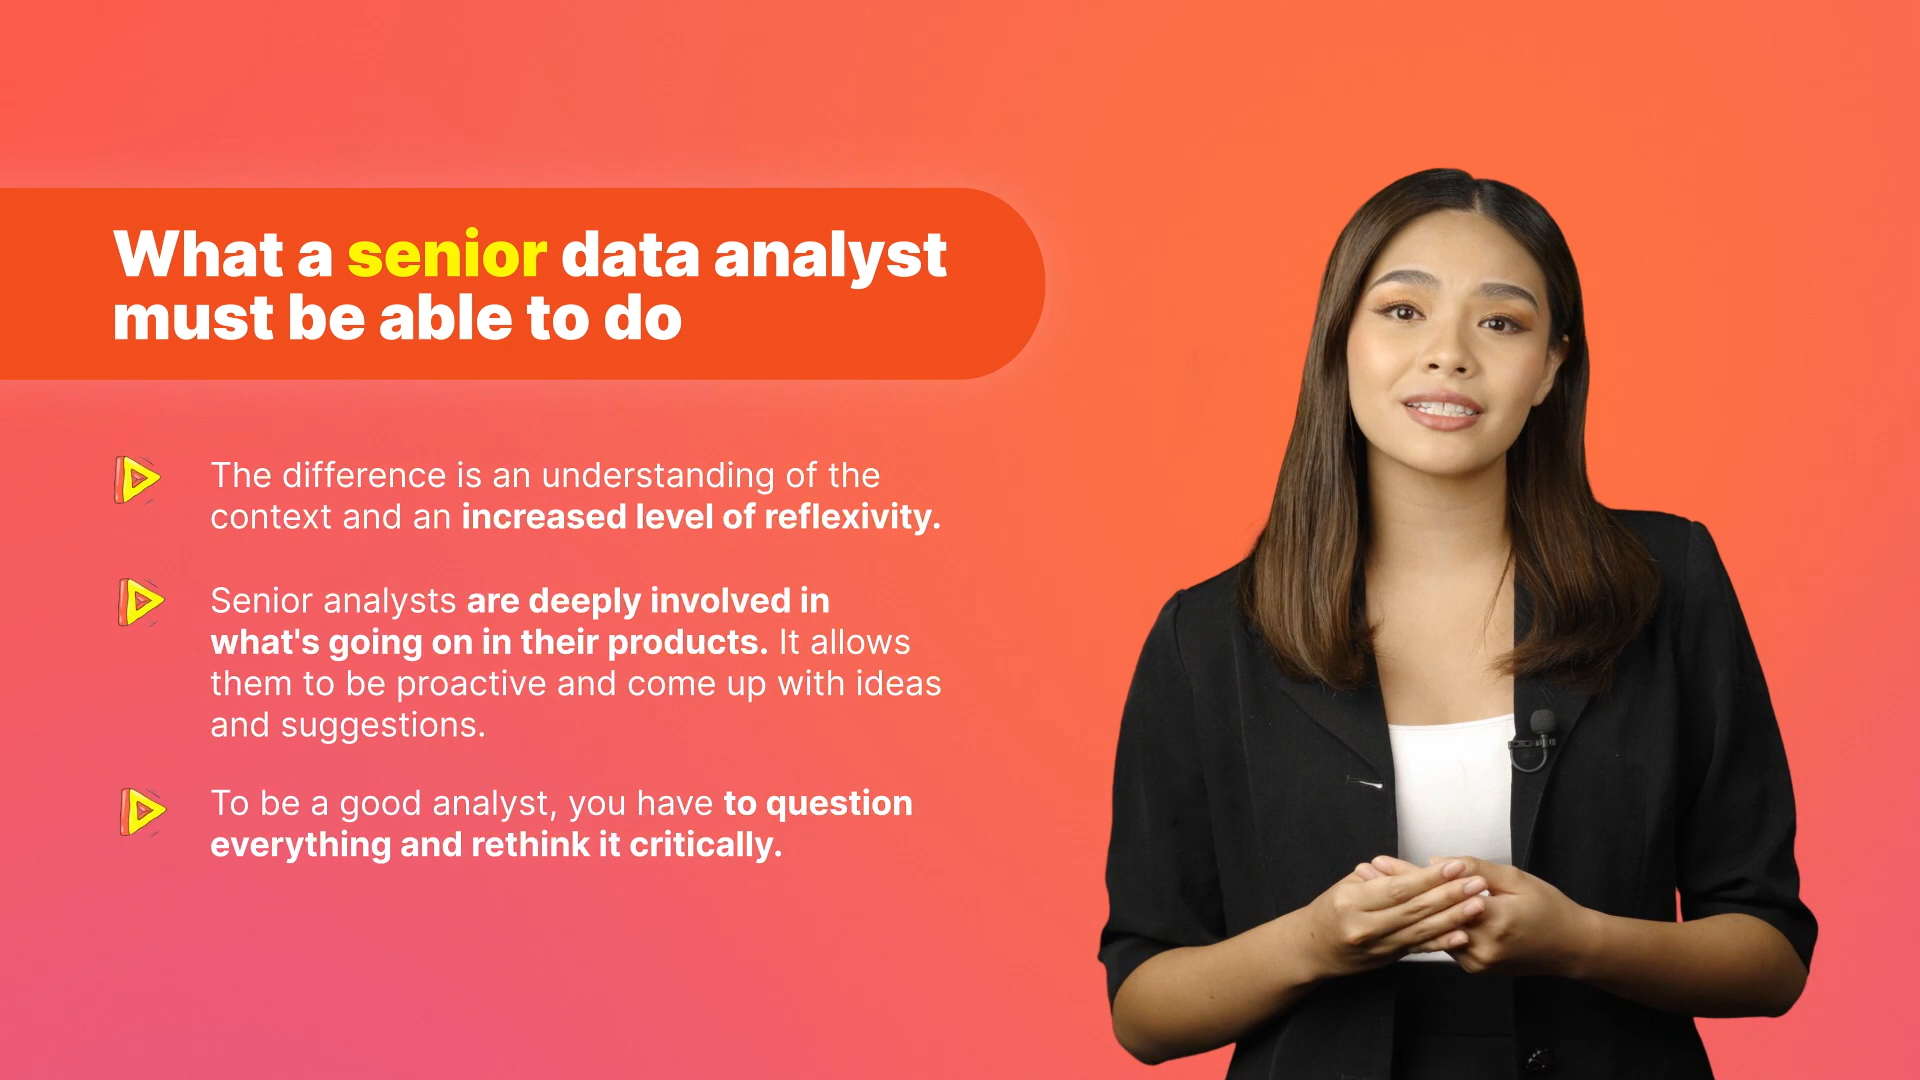 What a senior data analyst
must be able to do
The difference is an understanding of the
context and an increased level of reflexivity.
Senior analysts are deeply involved in
what's going on in their products. It allows
them to be proactive and come up with ideas
and suggestions.
To be a good analyst, you have to question
everything and rethink it critically.